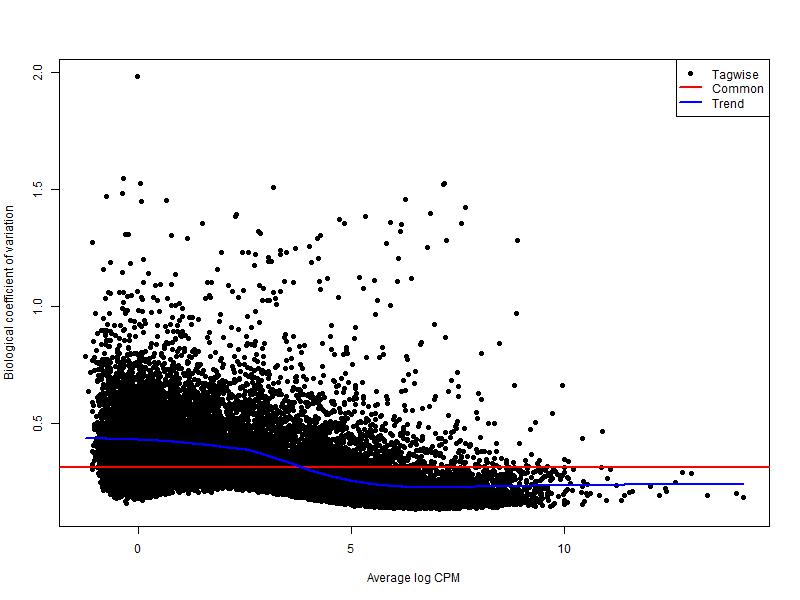 Tagwise
Common
Trend
2.0
1.5
1.0
0.5
Biological coefficient of variation
0
5
10
Average log CPM